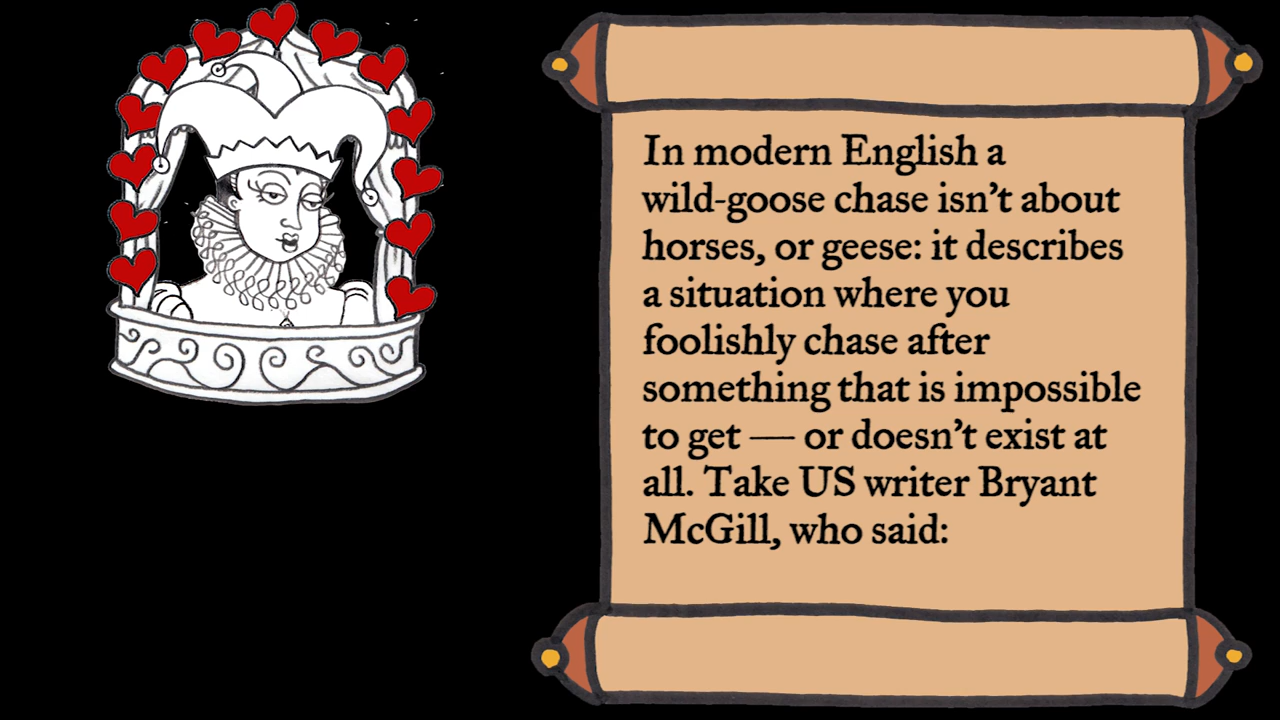 In modern English a
wild-goose chase isn’t about
horses, or geese: it describes
a situation where you
foolishly chase after
something that is impossible
to get — or doesn’t exist at
all. Take US writer Bryant
McGill, who said: